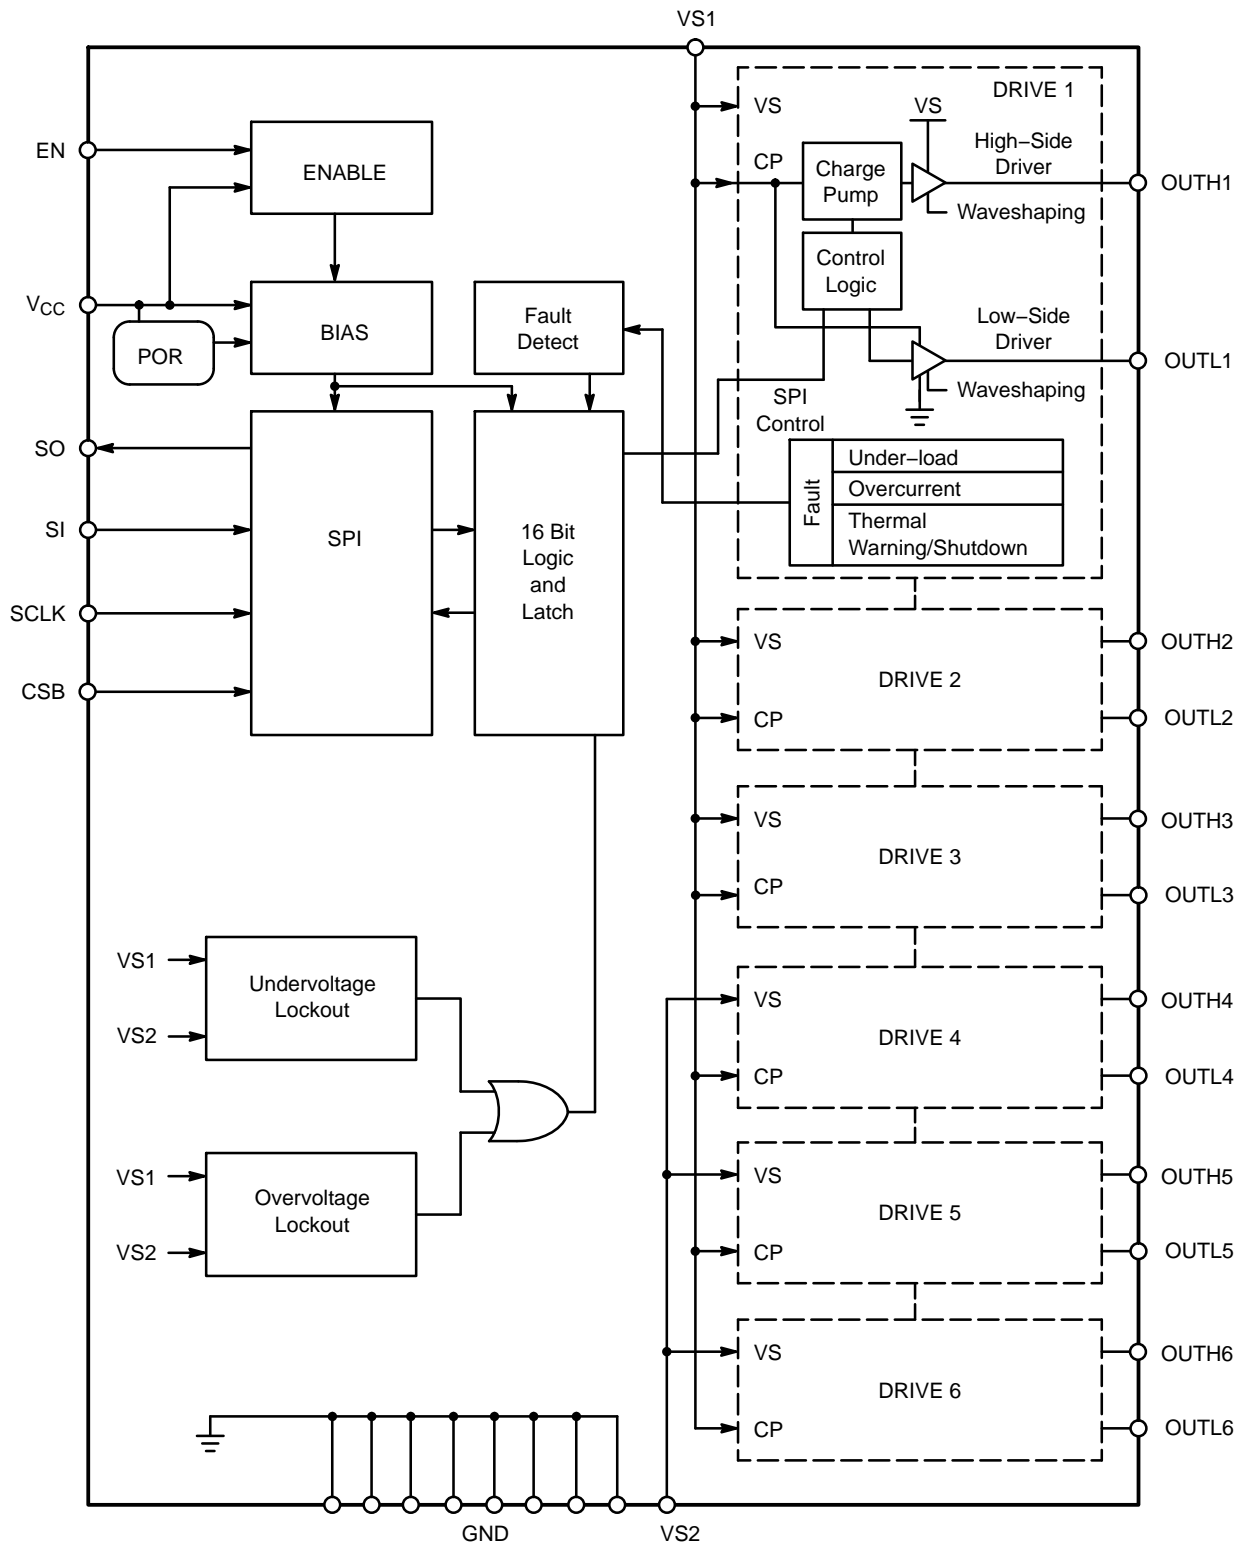 VS1
DRIVE 1
VS
VS
EN
ENABLE
CP
Charge
Pump
High−Side
Driver
OUTH1
Waveshaping
Control
Logic
VCC
POR
BIAS
Fault
Detect
Low−Side
Driver
OUTL1
Waveshaping
SPI
Control
SO
SI
SCLK
CSB
SPI
16 Bit
Logic
and
Latch
Fault
Under−load
Overcurrent
Thermal
Warning/Shutdown
VS
CP
DRIVE 2
OUTH2
OUTL2
VS
CP
DRIVE 3
OUTH3
OUTL3
VS1
VS2
Undervoltage
Lockout
VS
CP
DRIVE 4
OUTH4
OUTL4
VS1
VS2
Overvoltage
Lockout
VS
CP
DRIVE 5
OUTH5
OUTL5
VS
CP
DRIVE 6
OUTH6
OUTL6
GND
VS2